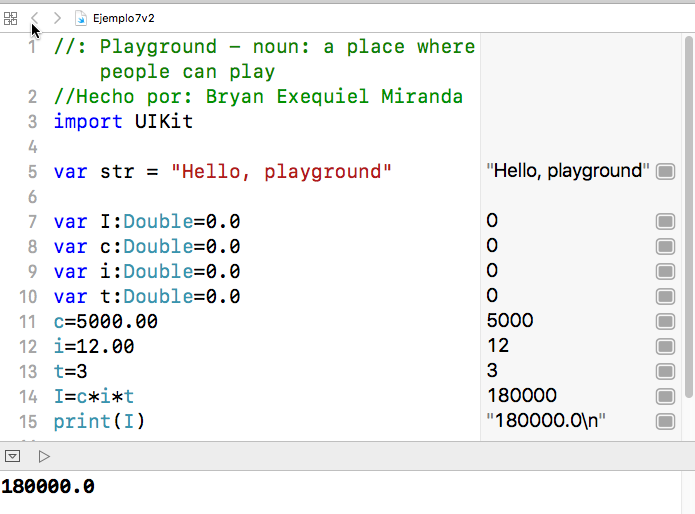 Ejemplo7v2
1 //: Playground - noun: a place where
people can play
2 //Hecho por: Bryan Exequiel Miranda
3 import UIKit
4
5 var str = "Hello, playground" "Hello, playground"
6
7 var I:Double=0.0 0
8 var c:Double=0.0 0
9 var i:Double=0.0 0
10 var t:Double=0.0 0
11 c=5000.00 5000
12 i=12.00 12
13 t=3 3
14 I=c*i*t 180000
15 print(I) "180000.0\n"
180000.0